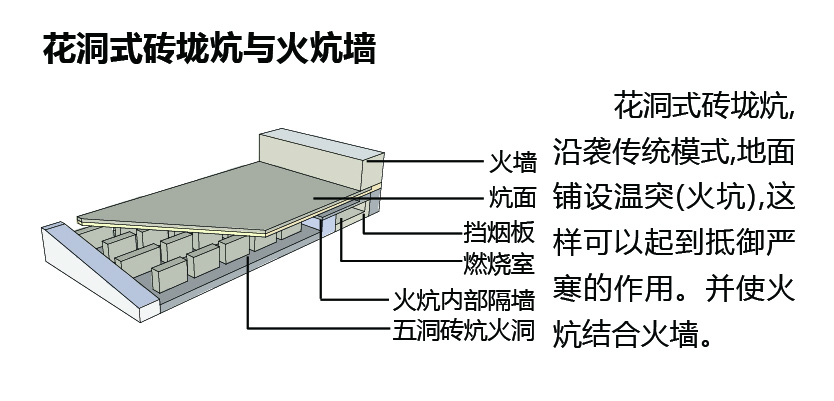 花洞式砖垅炕与火炕墙
火墙
炕面
挡烟板
燃烧室
火炕内部隔墙
五洞砖炕火洞
花洞式砖垅炕,
沿袭传统模式,地面
铺设温突(火坑),这
样可以起到抵御严
寒的作用。并使火
炕结合火墙。